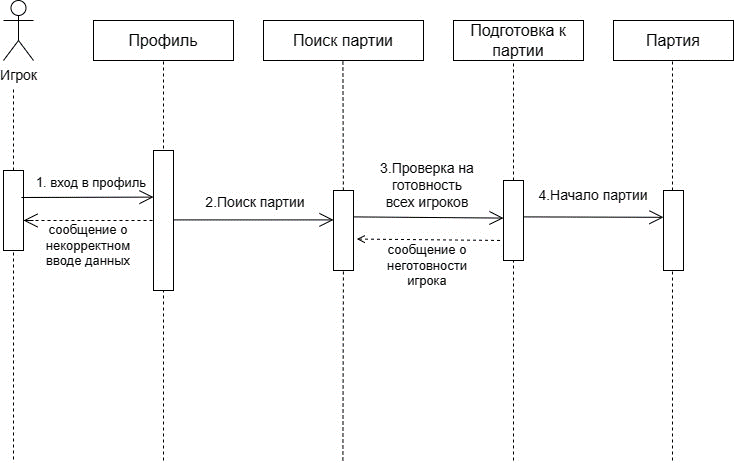 Игрок
Профиль
Поиск партии
Подготовка к
партии
Партия
1. вход в профиль
сообщение о
некорректном
вводе данных
2.Поиск партии
3.Проверка на
готовность
всех игроков
сообщение о
неготовности
игрока
4.Начало партии